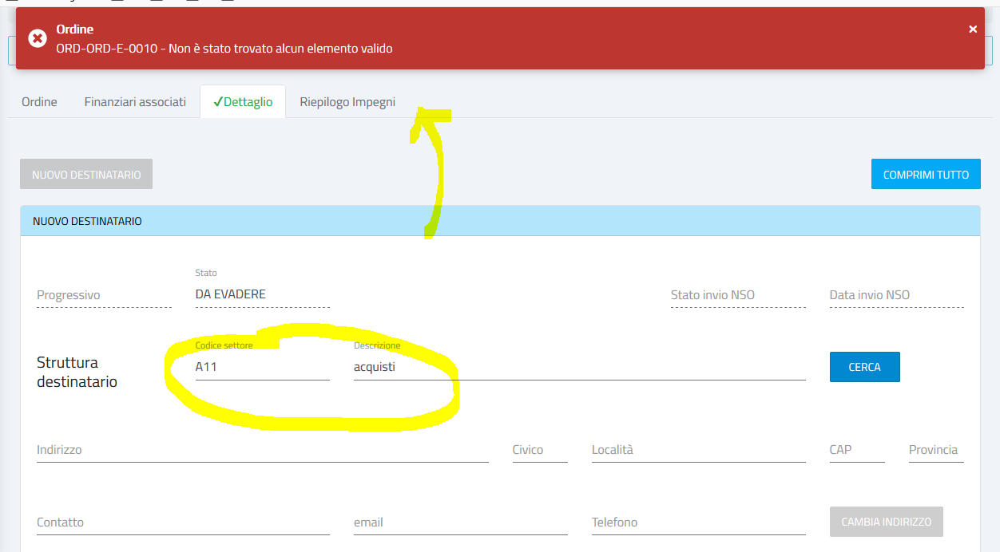 Ordine
ORD-ORD-E-0010 - Non è stato trovato alcun elemento valido
Ordine Finanziari associati ✓Dettaglio Riepilogo Impegni
NUOVO DESTINATARIO COMPRIMI TUTTO
NUOVO DESTINATARIO
Stato
Progressivo DA EVADERE Stato invio NSO Data invio NSO
Codice settore Descrizione
Struttura destinatario A11 acquisti CERCA
Indirizzo Civico Località CAP Provincia
Contatto email Telefono CAMBIA INDIRIZZO